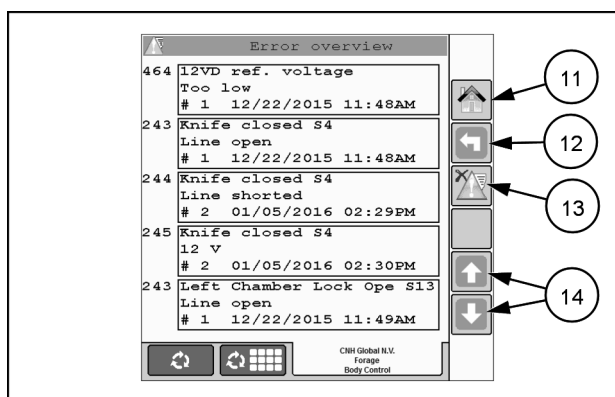 Error overview
464 12VD ref. voltage
Too low
# 1 12/22/2015 11:48AM
243 Knife closed S4
Line open
# 1 12/22/2015 11:48AM
244 Knife closed S4
Line shorted
# 2 01/05/2016 02:29PM
245 Knife closed S4
12 V
# 2 01/05/2016 02:30PM
243 Left Chamber Lock Ope S13
Line open
# 1 12/22/2015 11:49AM
CNH Global N.V.
Forage
Body Control
11
12
13
14